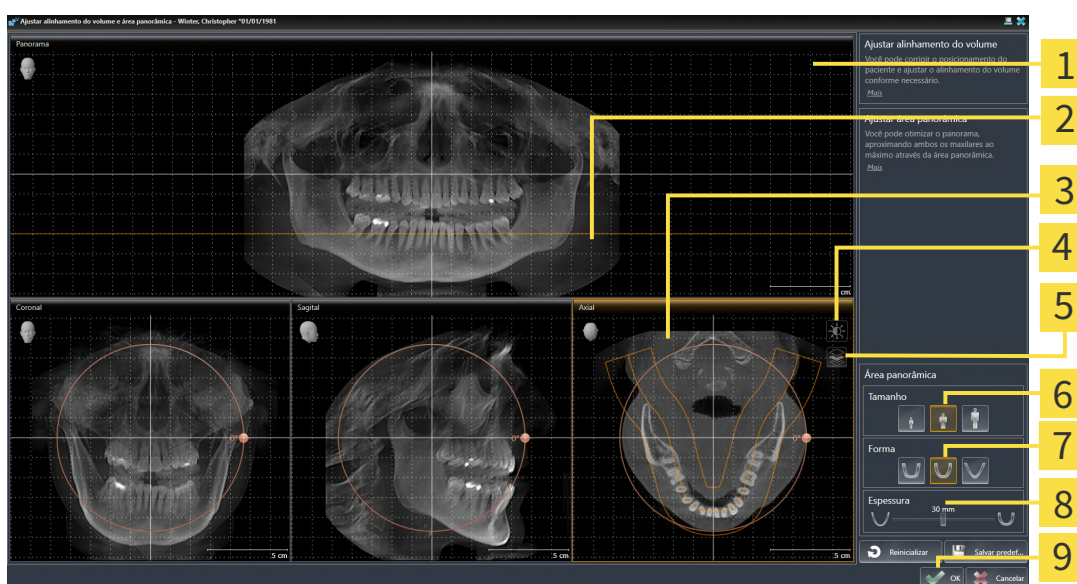 Ajustar alinhamento do volume e área panorâmica - Winter, Christopher *01/01/1981
Panorama
cm
Ajustar alinhamento do volume
Você pode corrigir o posicionamento do
paciente e ajustar o alinhamento do volume
conforme necessário.
Mais
Ajustar área panorâmica
Você pode otimizar o panorama,
aproximando ambos os maxilares ao
máximo através da área panorâmica.
Mais
1
2
3
4
5
6
7
8
9
Coronal
0°
5 cm
Sagital
0°
5 cm
Axial
0°
5 cm
Área panorâmica
Tamanho
Forma
Espessura
30 mm
Reinicializar
Salvar predef...
OK
Cancelar